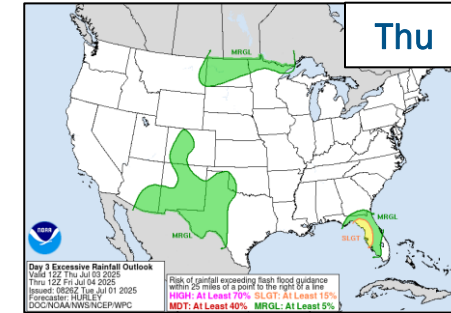 Thu
MRGL
MRGL
SLGT
MRGL
NOAA
Day 3 Excessive Rainfall Outlook
Valid 12Z Thu Jul 03 2025
Thru 12Z Fri Jul 04 2025
Issued: 0826Z Tue Jul 01 2025
Forecaster: HURLEY
DOC/NOAA/NWS/NCEP/WPC
Risk of rainfall exceeding flash flood guidance
within 25 miles of a point to the right of a line
HIGH: At Least 70% SLGT: At Least 15%
MDT: At Least 40% MRGL: At Least 5%